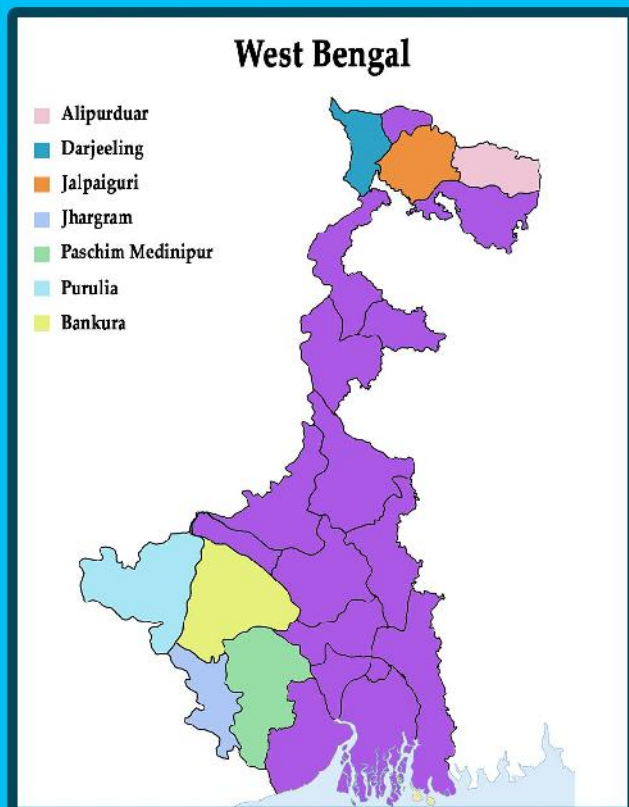 West Bengal
Alipurduar
Darjeeling
Jalpaiguri
Jhargram
Paschim Medinipur
Purulia
Bankura